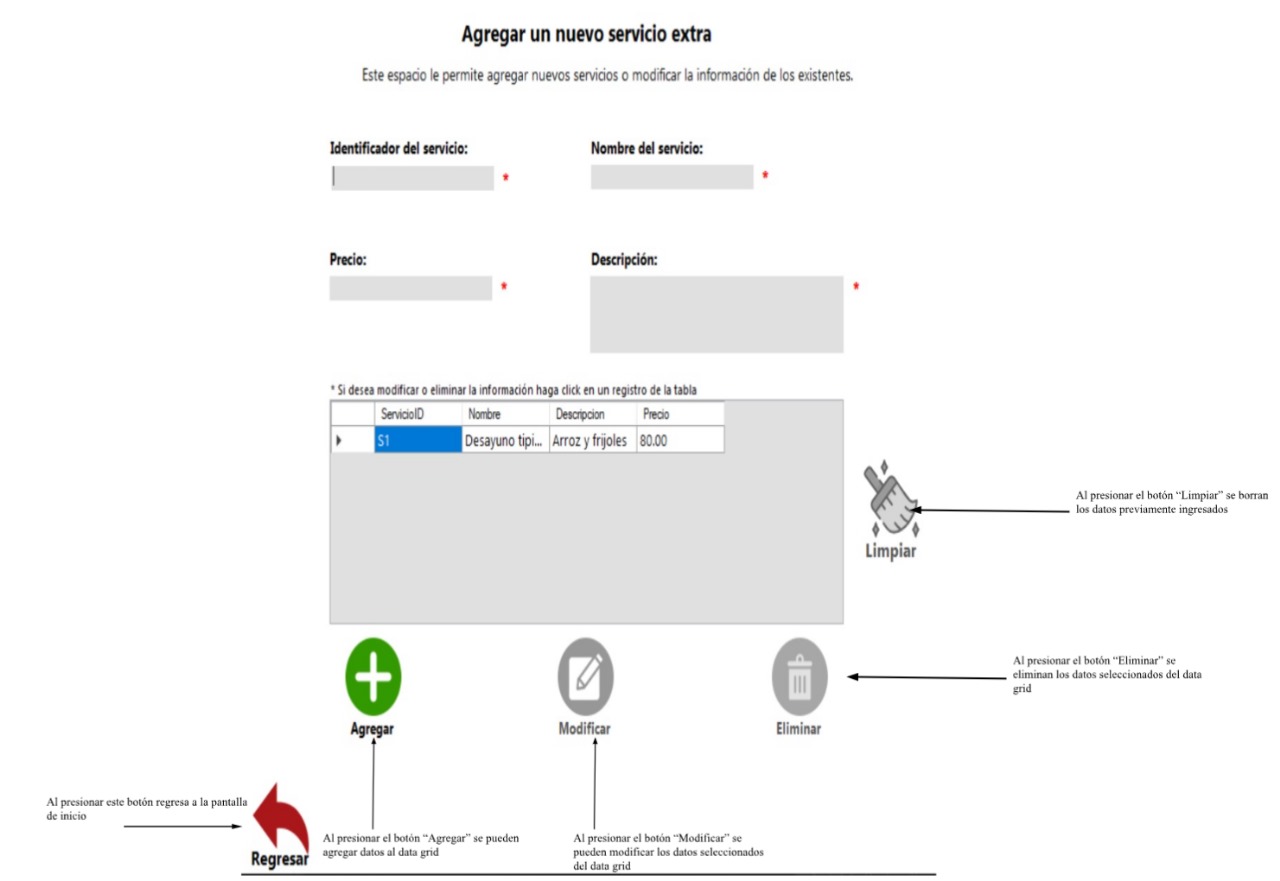 Agregar un nuevo servicio extra
Este espacio le permite agregar nuevos servicios o modificar la información de los existentes.
Identificador del servicio:
Nombre del servicio:
*
*
Precio:
Descripción:
*
*
* Si desea modificar o eliminar la información haga click en un registro de la tabla
ServicioID Nombre Descripcion Precio
S1 Desayuno tipi... Arroz y frijoles 80.00
Al presionar el botón “Limpiar” se borran
los datos previamente ingresados
Limpiar
Al presionar el botón “Eliminar” se
eliminan los datos seleccionados del data
grid
Agregar
Modificar
Eliminar
Al presionar este botón regresa a la pantalla
de inicio
Regresar
Al presionar el botón “Agregar” se pueden
agregar datos al data grid
Al presionar el botón “Modificar” se
pueden modificar los datos seleccionados
del data grid